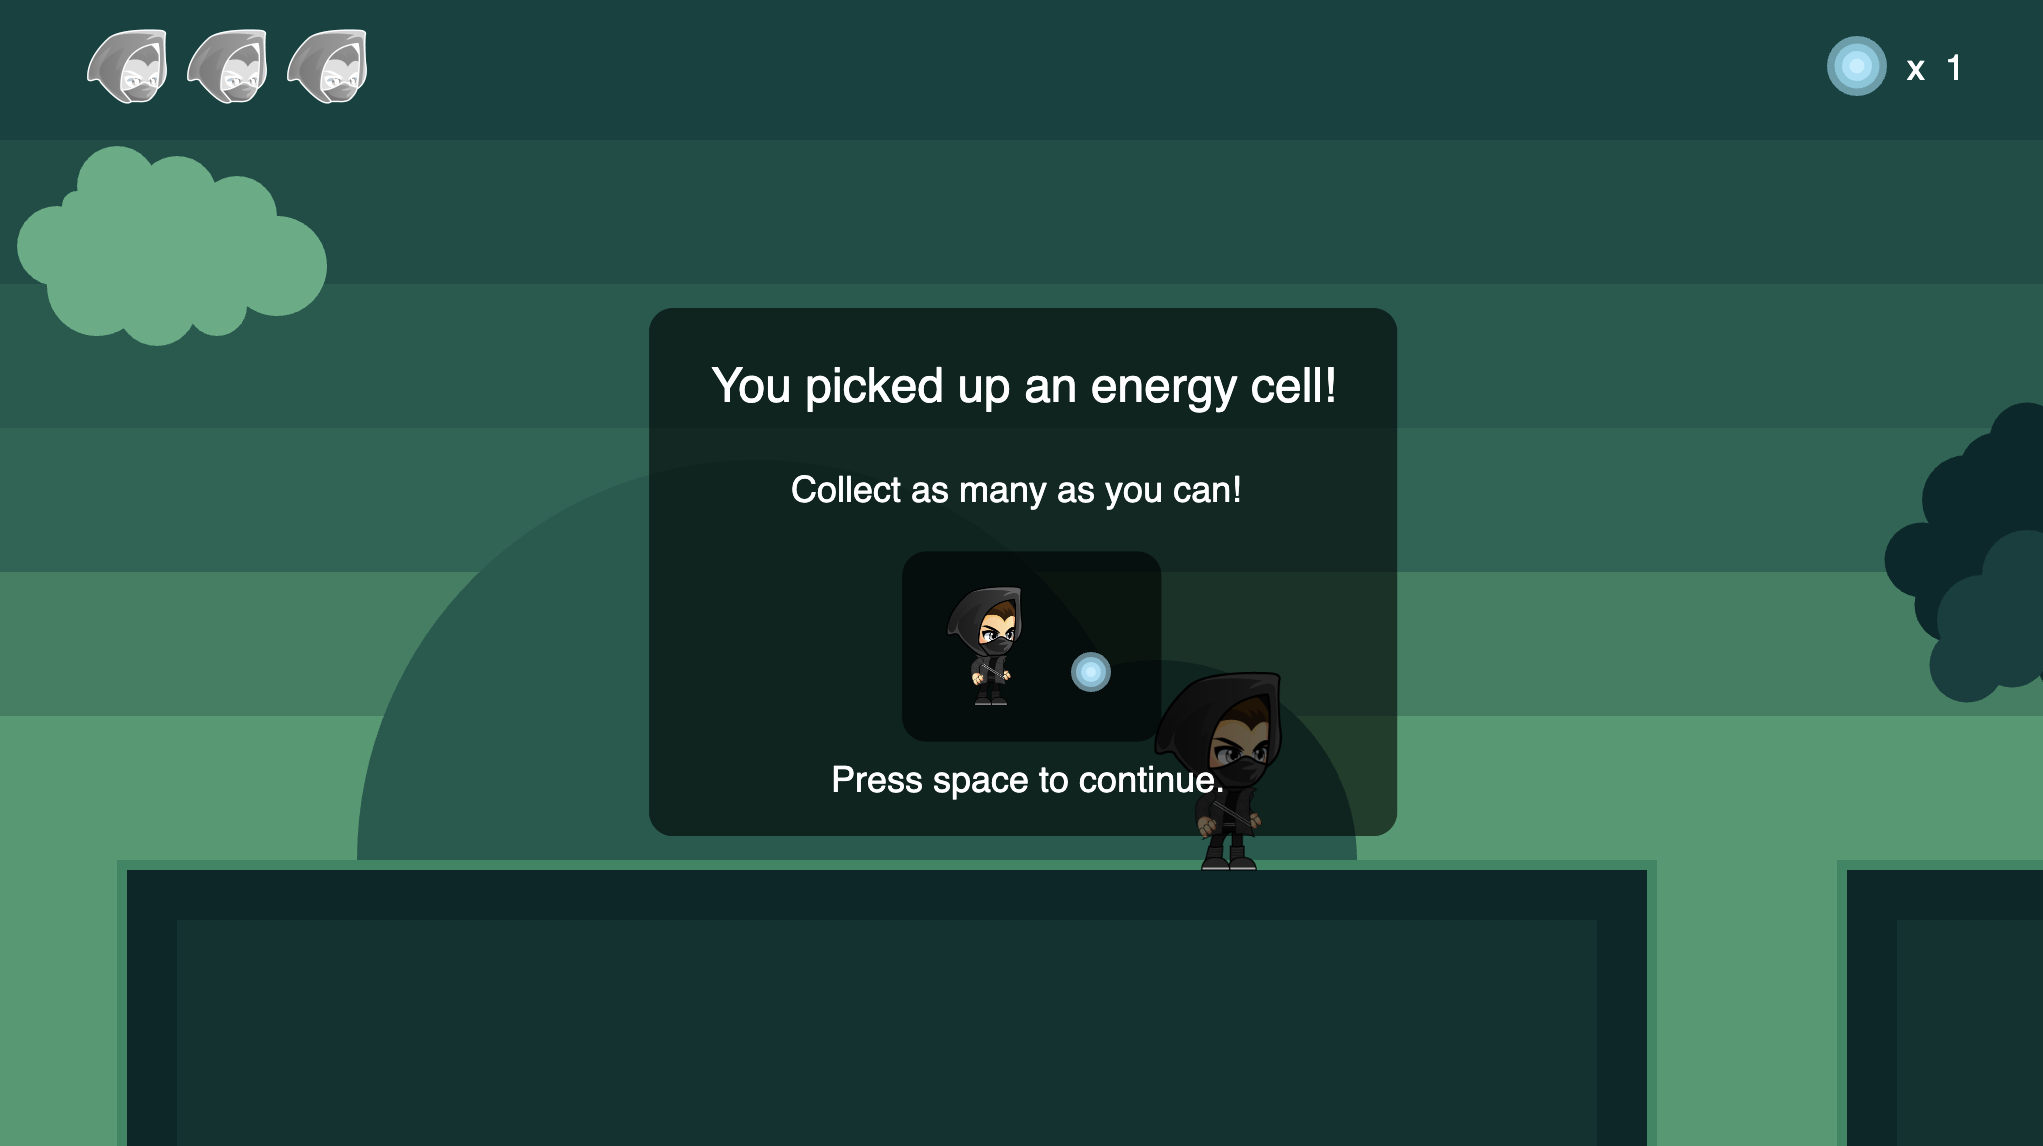 x 1
You picked up an energy cell!
Collect as many as you can!
Press space to continue.